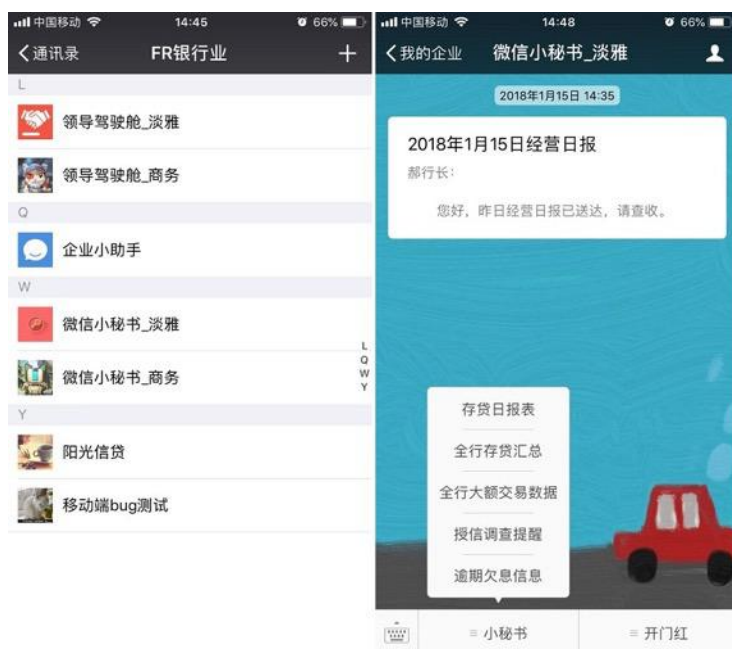 中国移动 14:45 66%
通讯录 FR银行业 +
L
领导驾驶舱_淡雅
领导驾驶舱_商务
Q
企业小助手
W
微信小秘书_淡雅
微信小秘书_商务
Y
阳光信贷
移动端bug测试
L
Q
W
Y
中国移动 14:48 66%
我的企业 微信小秘书_淡雅
2018年1月15日 14:35
2018年1月15日经营日报
郝行长:
您好，昨日经营日报已送达，请查收。
存贷日报表
全行存贷汇总
全行大额交易数据
授信调查提醒
逾期欠息信息
小秘书 开门红